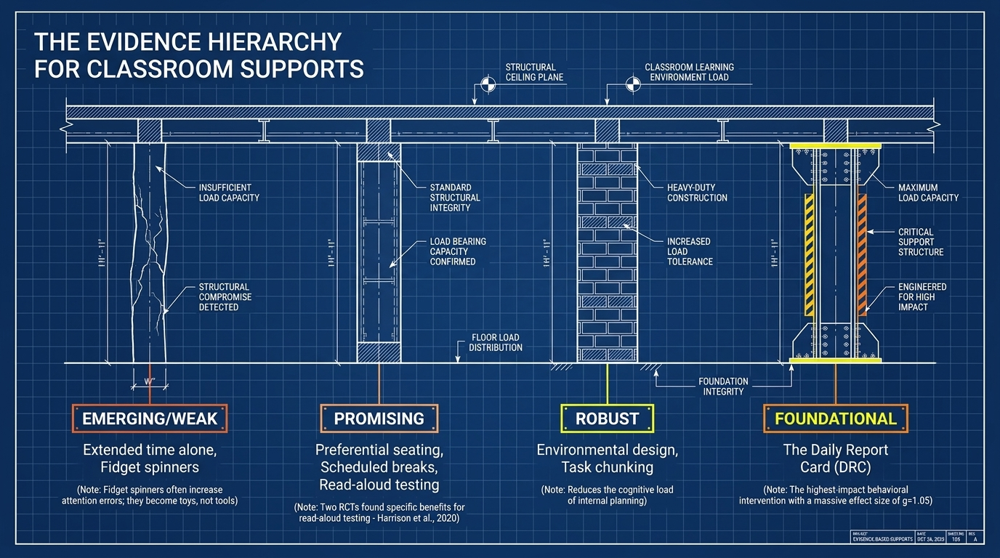 THE EVIDENCE HIERARCHY
FOR CLASSROOM SUPPORTS
STRUCTURAL
CEILING PLANE
CLASSROOM LEARNING
ENVIRONMENT LOAD
INSUFFICIENT
LOAD CAPACITY
STRUCTURAL
COMPROMISE
DETECTED
STANDARD
STRUCTURAL
INTEGRITY
LOAD BEARING
CAPACITY
CONFIRMED
FLOOR LOAD
DISTRIBUTION
HEAVY-DUTY
CONSTRUCTION
INCREASED
LOAD
TOLERANCE
FOUNDATION
INTEGRITY
MAXIMUM
LOAD CAPACITY
CRITICAL
SUPPORT
STRUCTURE
ENGINEERED
FOR HIGH
IMPACT
EMERGING/WEAK
Extended time alone,
Fidget spinners
(Note: Fidget spinners often increase
attention errors; they become toys, not tools)
PROMISING
Preferential seating,
Scheduled breaks,
Read-aloud testing
(Note: Two RCTs found specific benefits for
read-aloud testing - Harrison et al., 2020)
ROBUST
Environmental design,
Task chunking
(Note: Reduces the cognitive load
of internal planning)
FOUNDATIONAL
The Daily Report
Card (DRC)
(Note: The highest-impact behavioral
intervention with a massive effect size of g=1.05)
EVISENCE-BASED SUPPORTS
105
A